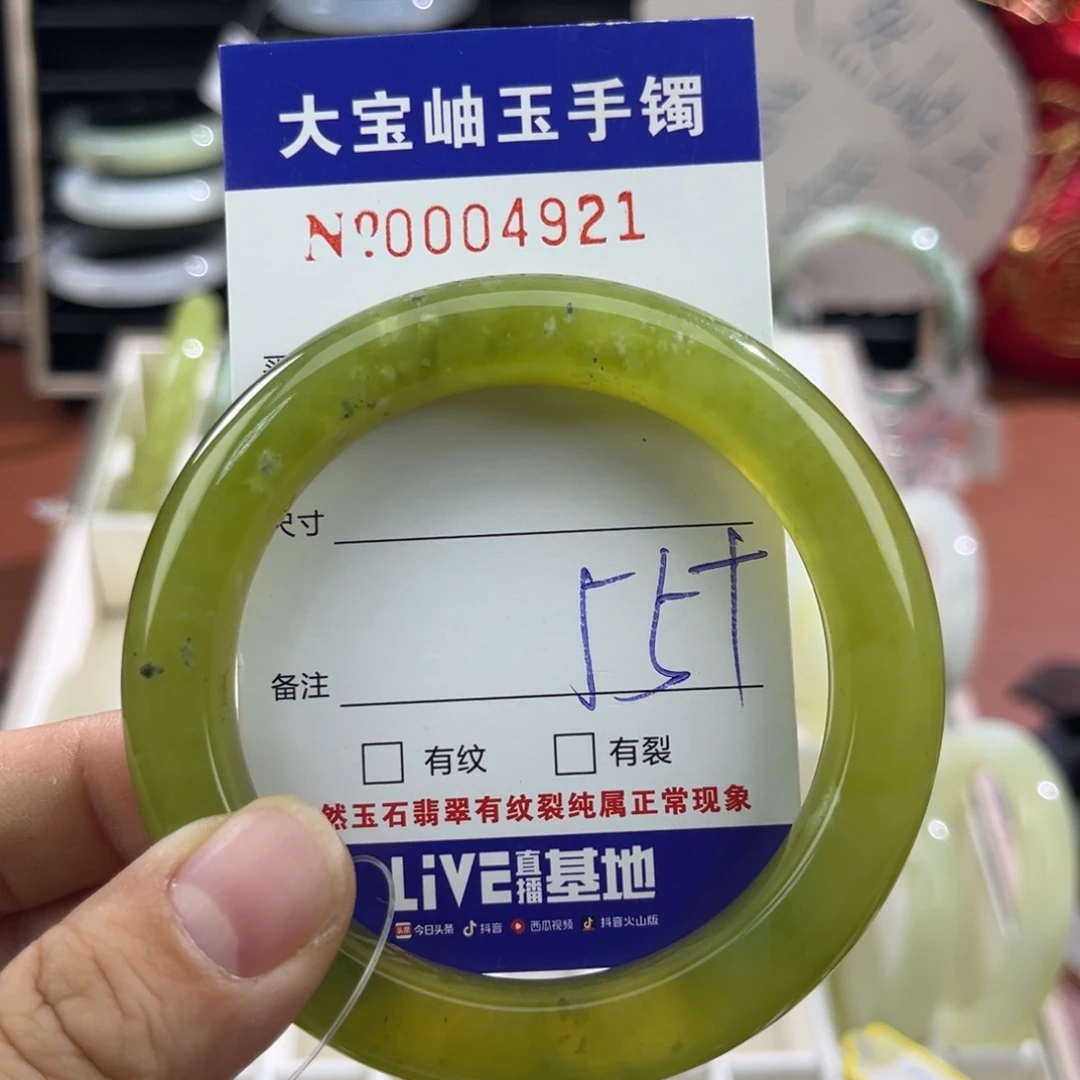 大宝岫玉手镯
Nº0004921
尺寸
55寸
备注
有纹 有裂
然玉石翡翠有纹裂纯属正常现象
LiVE直播基地
今日头条 抖音 西瓜视频 抖音火山版